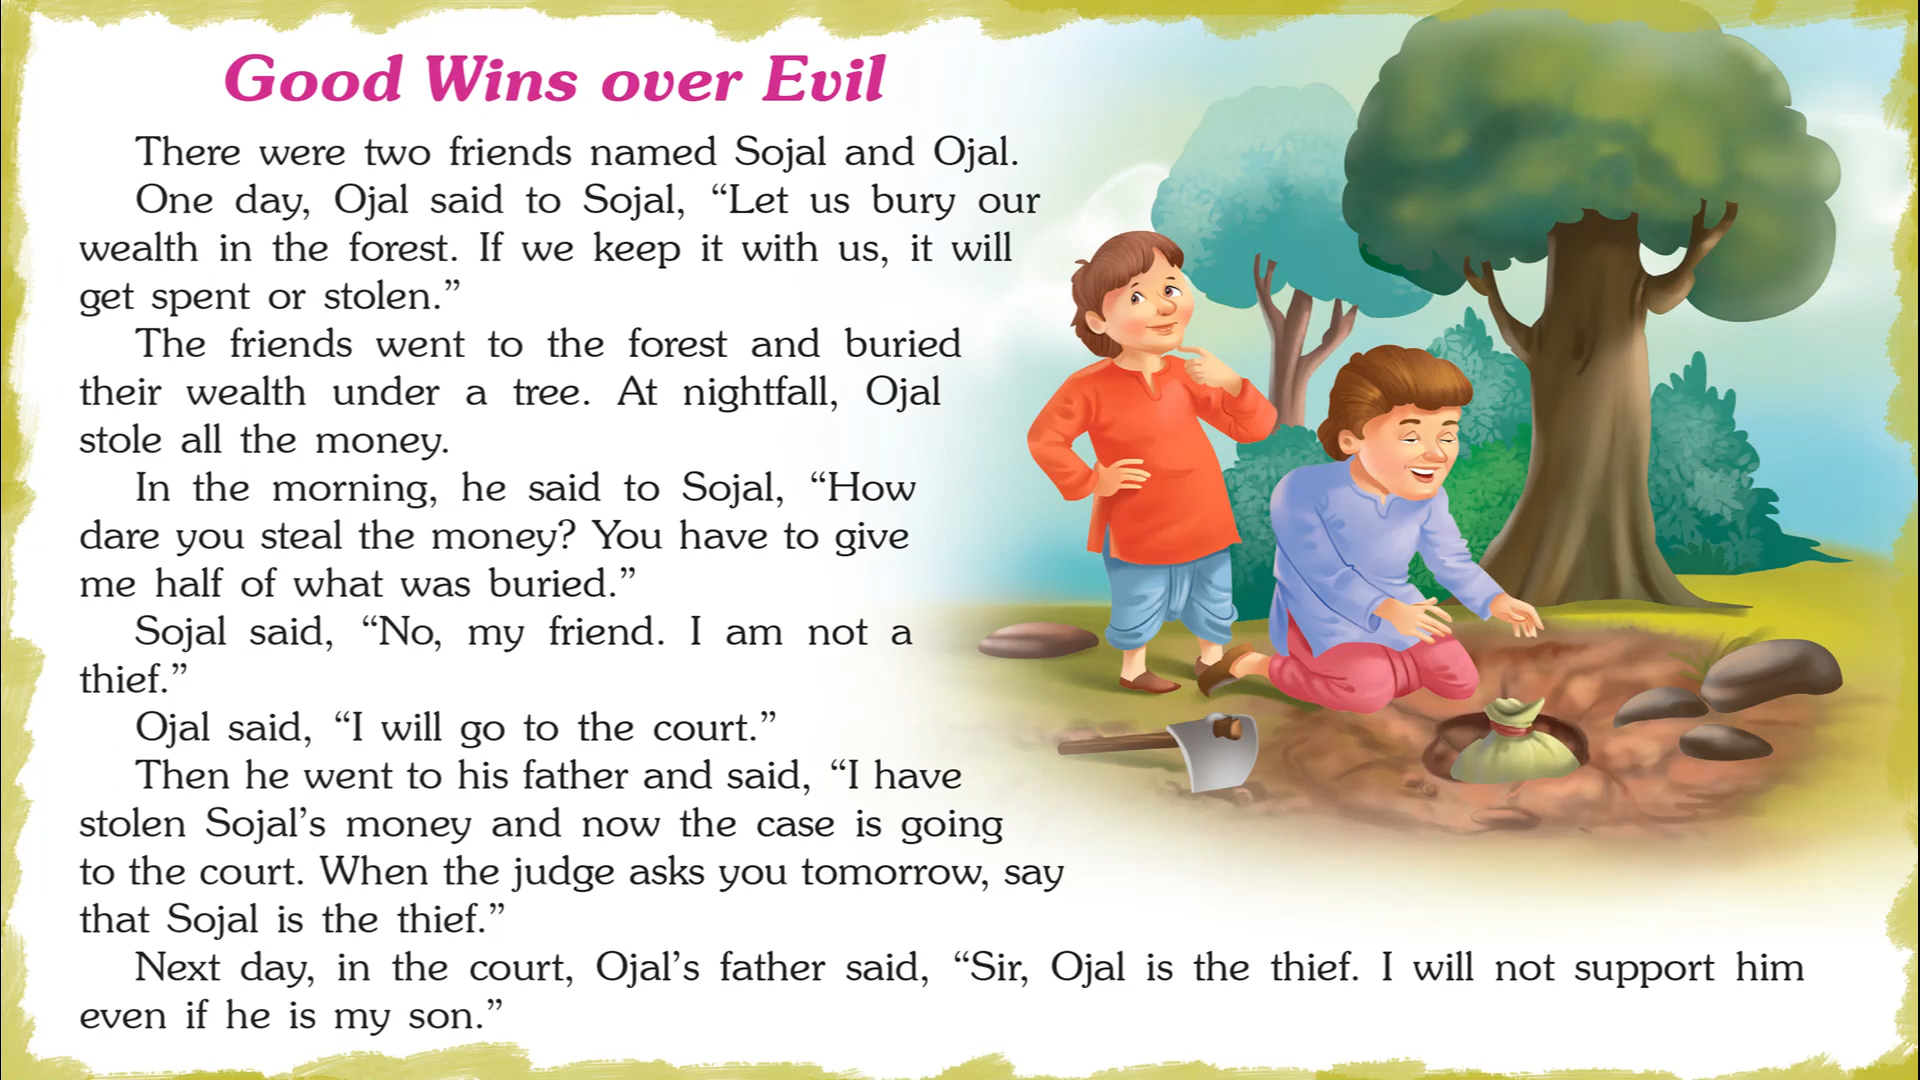 Good Wins over Evil
There were two friends named Sojal and Ojal.
One day, Ojal said to Sojal, “Let us bury our
wealth in the forest. If we keep it with us, it will
get spent or stolen.”
The friends went to the forest and buried
their wealth under a tree. At nightfall, Ojal
stole all the money.
In the morning, he said to Sojal, “How
dare you steal the money? You have to give
me half of what was buried.”
Sojal said, “No, my friend. I am not a
thief.”
Ojal said, “I will go to the court.”
Then he went to his father and said, “I have
stolen Sojal’s money and now the case is going
to the court. When the judge asks you tomorrow, say
that Sojal is the thief.”
Next day, in the court, Ojal’s father said, “Sir, Ojal is the thief. I will not support him
even if he is my son.”